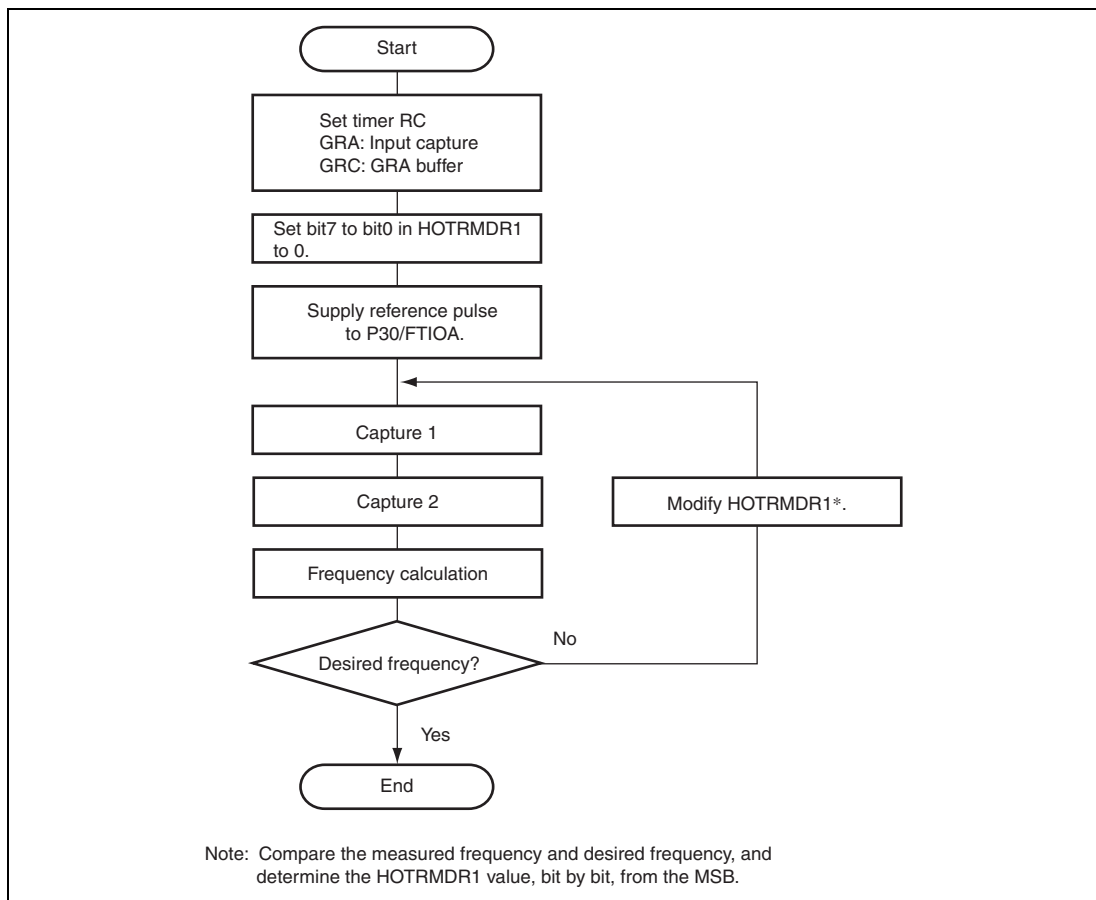 Start
Set timer RC
GRA: Input capture
GRC: GRA buffer
Set bit7 to bit0 in HOTRMDR1
to 0.
Supply reference pulse
to P30/FTIOA.
Capture 1
Capture 2
Modify HOTRMDR1*.
Frequency calculation
Desired frequency?
No
Yes
End
Note: Compare the measured frequency and desired frequency, and
determine the HOTRMDR1 value, bit by bit, from the MSB.